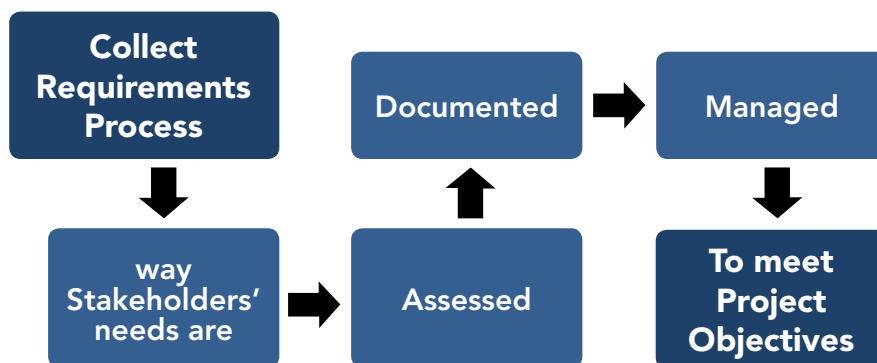 Collect
Requirements
Process
way
Stakeholders’
needs are
Assessed
Documented
Managed
To meet
Project
Objectives